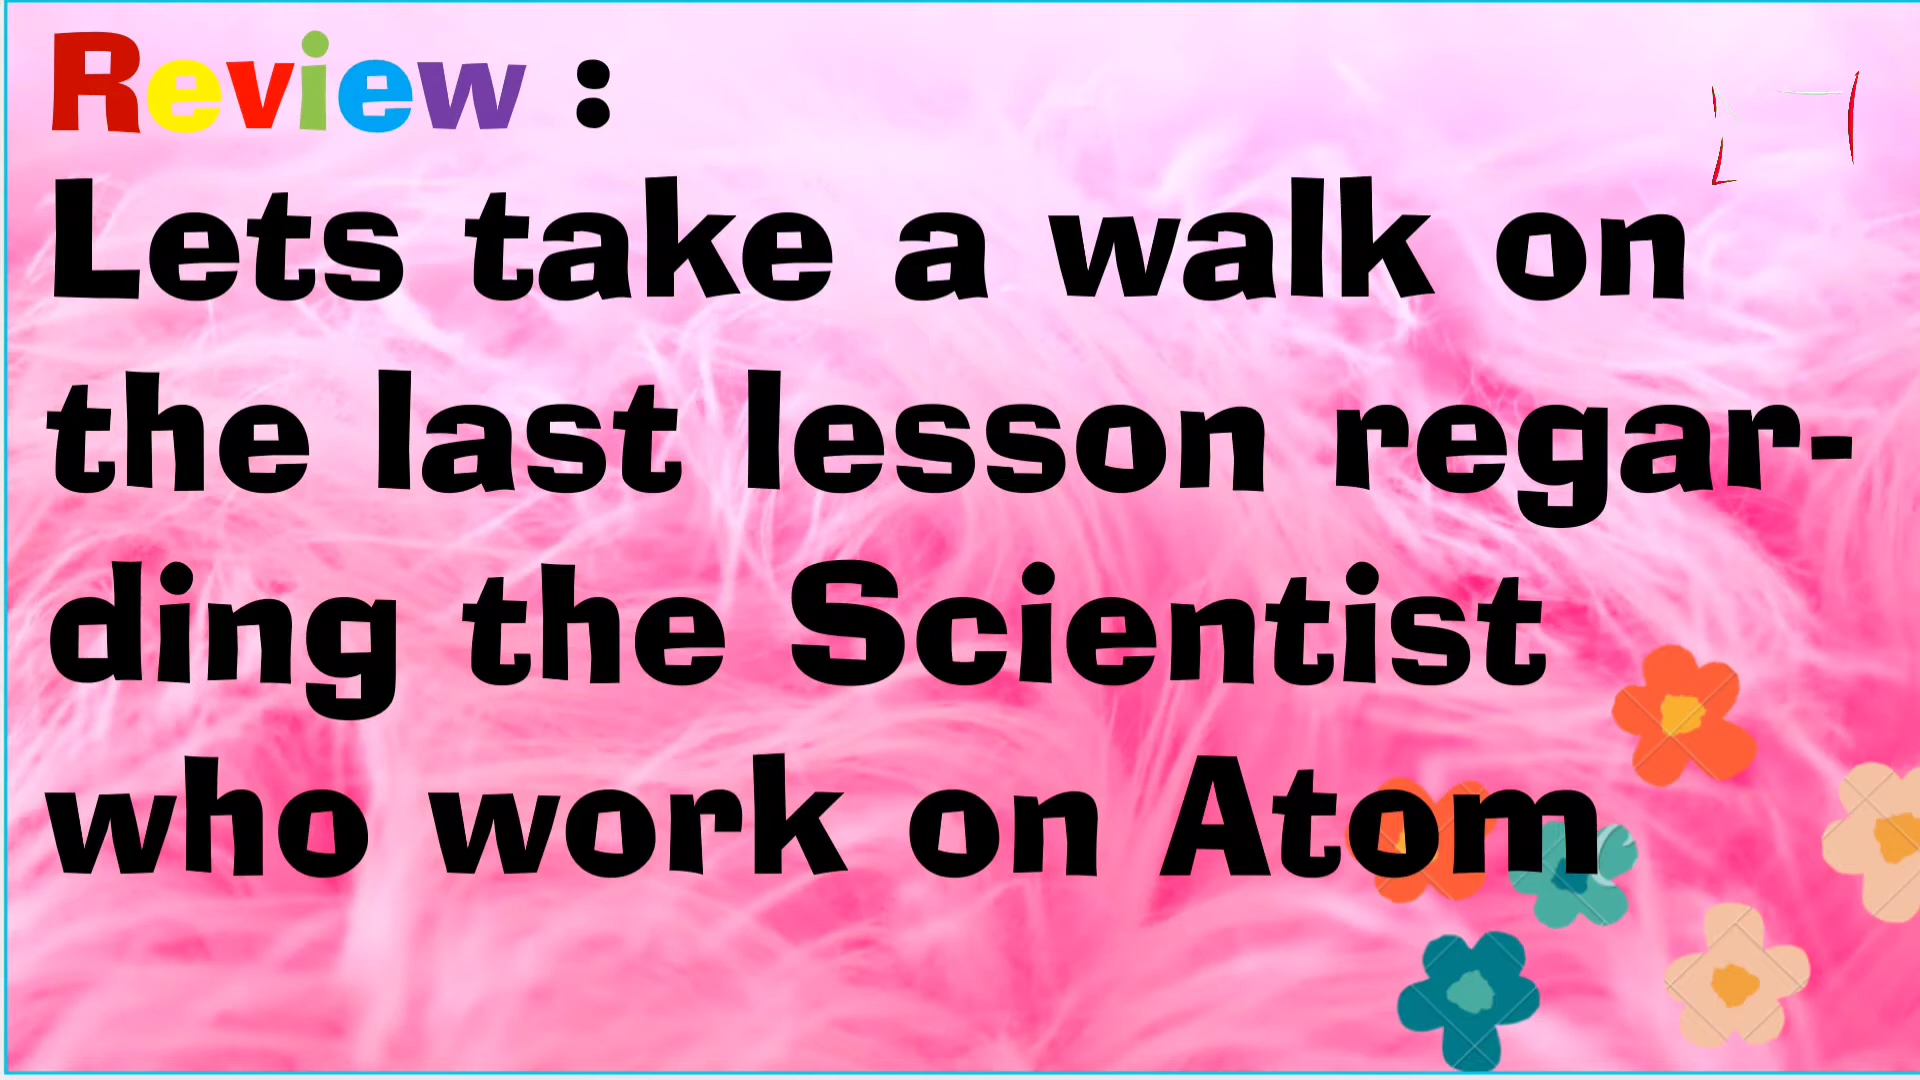 Review :
Lets take a walk on
the last lesson regar-
ding the Scientist
who work on Atom